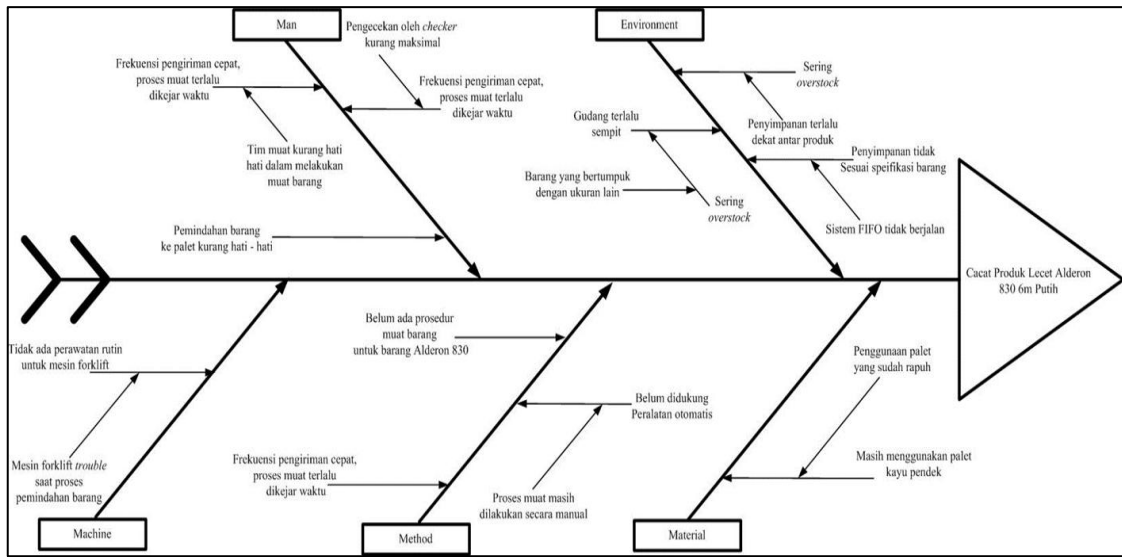 Man
Pengecekan oleh checker
kurang maksimal
Frekuensi pengiriman cepat,
proses muat terlalu
dikejar waktu
Frekuensi pengiriman cepat,
proses muat terlalu
dikejar waktu
Tim muat kurang hati
hati dalam melakukan
muat barang
Pemindahan barang
ke palet kurang hati - hati
Environment
Sering
overstock
Penyimpanan terlalu
dekat antar produk
Gudang terlalu
sempit
Penyimpanan tidak
Sesuai speifikasi barang
Barang yang bertumpuk
dengan ukuran lain
Sering
overstock
Sistem FIFO tidak berjalan
Cacat Produk Lecet Alderon
830 6m Putih
Tidak ada perawatan rutin
untuk mesin forklift
Mesin forklift trouble
saat proses
pemindahan barang
Machine
Belum ada prosedur
muat barang
untuk barang Alderon 830
Belum didukung
Peralatan otomatis
Frekuensi pengiriman cepat,
proses muat terlalu
dikejar waktu
Proses muat masih
dilakukan secara manual
Method
Penggunaan palet
yang sudah rapuh
Masih menggunakan palet
kayu pendek
Material